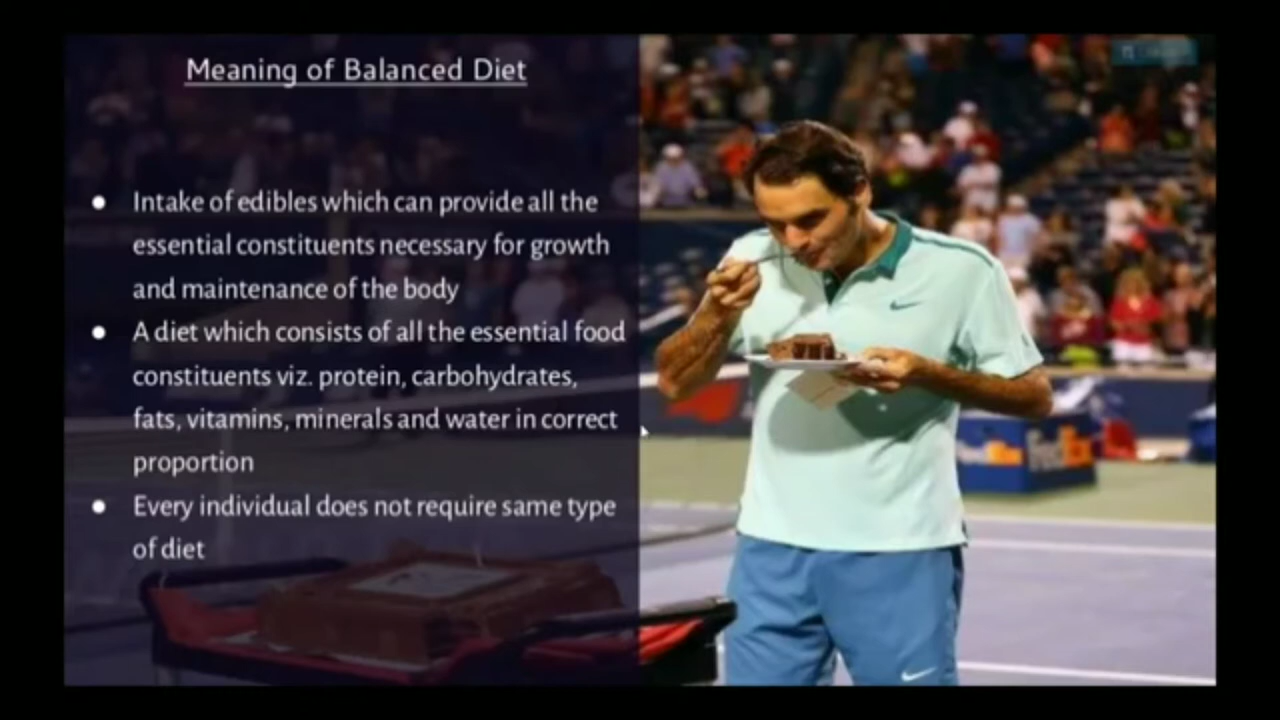 Meaning of Balanced Diet
● Intake of edibles which can provide all the
essential constituents necessary for growth
and maintenance of the body
● A diet which consists of all the essential food
constituents viz. protein, carbohydrates,
fats, vitamins, minerals and water in correct
proportion
● Every individual does not require same type
of diet
FedEx
FedEx